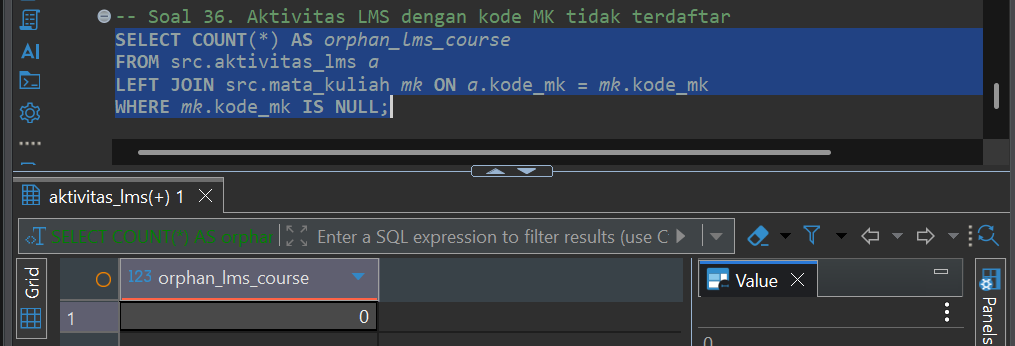 -- Soal 36. Aktivitas LMS dengan kode MK tidak terdaftar
SELECT COUNT(*) AS orphan_lms_course
FROM src.aktivitas_lms a
LEFT JOIN src.mata_kuliah mk ON a.kode_mk = mk.kode_mk
WHERE mk.kode_mk IS NULL;
AI
aktivitas_lms(+) 1
SELECT COUNT(*) AS orphan
Enter a SQL expression to filter results (use C
Grid
123 orphan_lms_course
1
0
Value
0
Panels